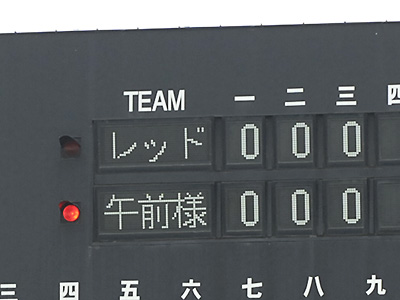 TEAM 一 二 三 四
レッド 0 0 0
午前様 0 0 0
三 四 五 六 七 八 九